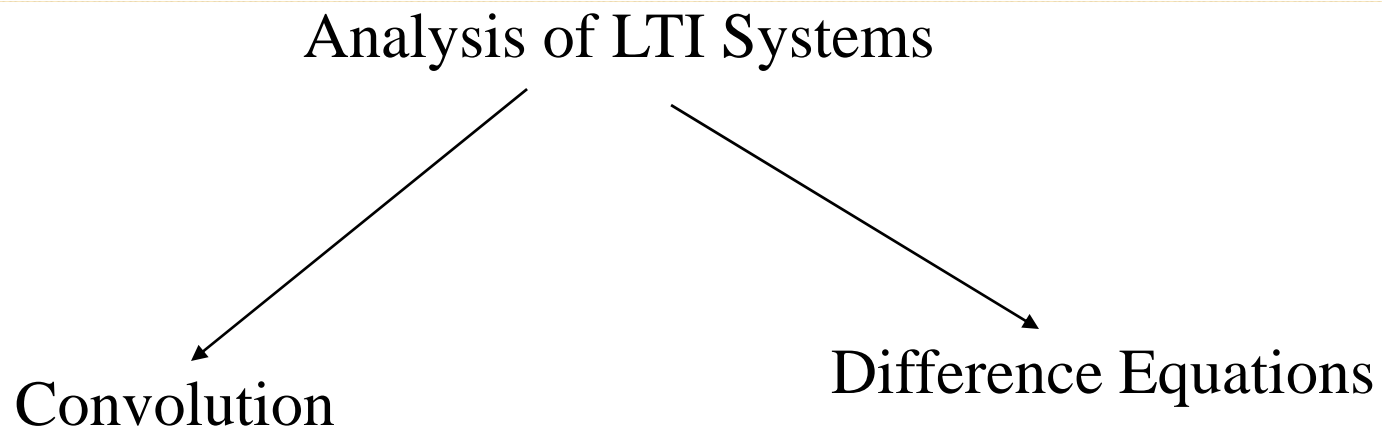 Analysis of LTI Systems
Convolution
Difference Equations